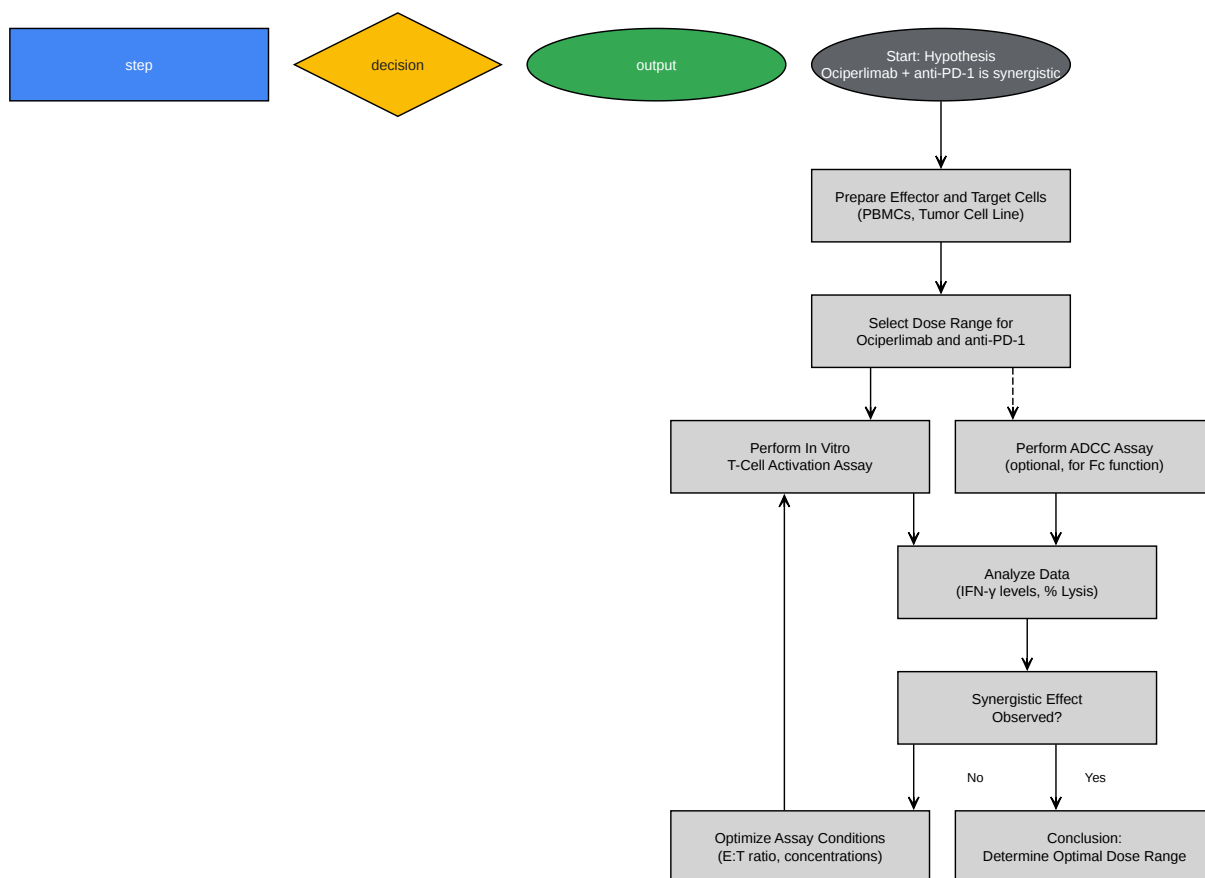 step
decision
output
Start: Hypothesis
Ociperlimab + anti-PD-1 is synergistic
Prepare Effector and Target Cells
(PBMCs, Tumor Cell Line)
Select Dose Range for
Ociperlimab and anti-PD-1
Perform In Vitro
T-Cell Activation Assay
Perform ADCC Assay
(optional, for Fc function)
Analyze Data
(IFN-γ levels, % Lysis)
Synergistic Effect
Observed?
No
Yes
Optimize Assay Conditions
(E:T ratio, concentrations)
Conclusion:
Determine Optimal Dose Range